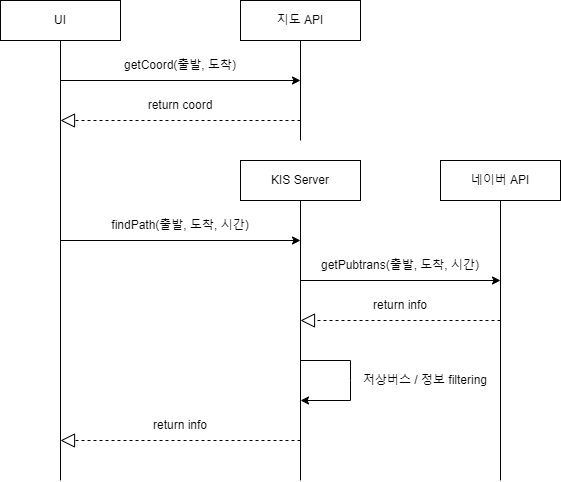 UI
지도 API
getCoord(출발, 도착)
return coord
KIS Server
네이버 API
findPath(출발, 도착, 시간)
getPubtrans(출발, 도착, 시간)
return info
저상버스 / 정보 filtering
return info